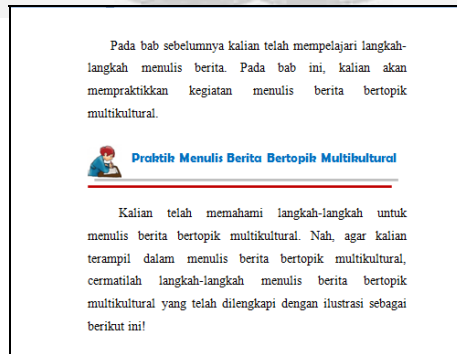 Pada bab sebelumnya kalian telah mempelajari langkah-
langkah menulis berita. Pada bab ini, kalian akan
mempraktikkan kegiatan menulis berita bertopik
multikultural.
Praktik Menulis Berita Bertopik Multikultural
Kalian telah memahami langkah-langkah untuk
menulis berita bertopik multikultural. Nah, agar kalian
terampil dalam menulis berita bertopik multikultural,
cermatilah langkah-langkah menulis berita bertopik
multikultural yang telah dilengkapi dengan ilustrasi sebagai
berikut ini!